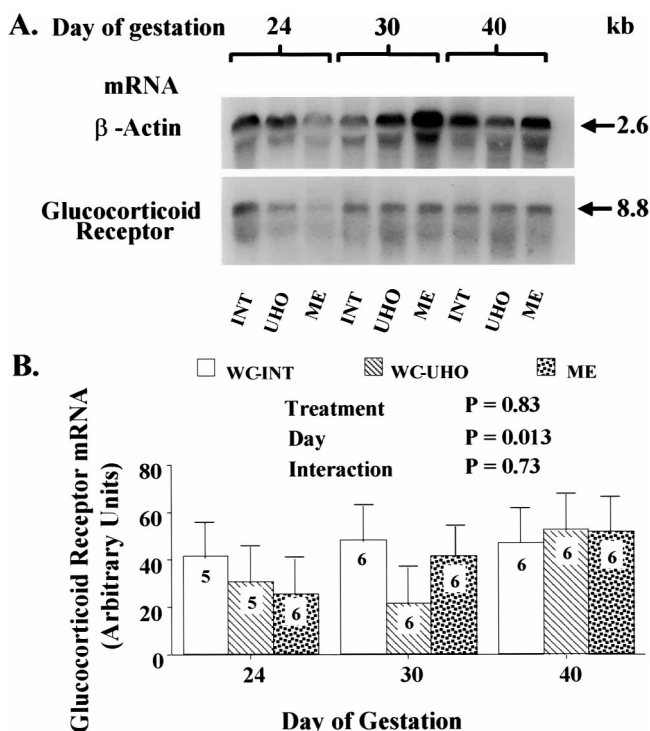 A. Day of gestation 24 30 40 kb
mRNA
β -Actin 2.6
Glucocorticoid
Receptor 8.8
INT UHO ME INT UHO ME INT UHO ME
B. WC-INT WC-UHO ME
Treatment P = 0.83
Day P = 0.013
Interaction P = 0.73
Glucocorticoid Receptor mRNA
(Arbitrary Units)
80
60
40
20
0
5 5 6 6 6 6 6 6 6
24 30 40
Day of Gestation